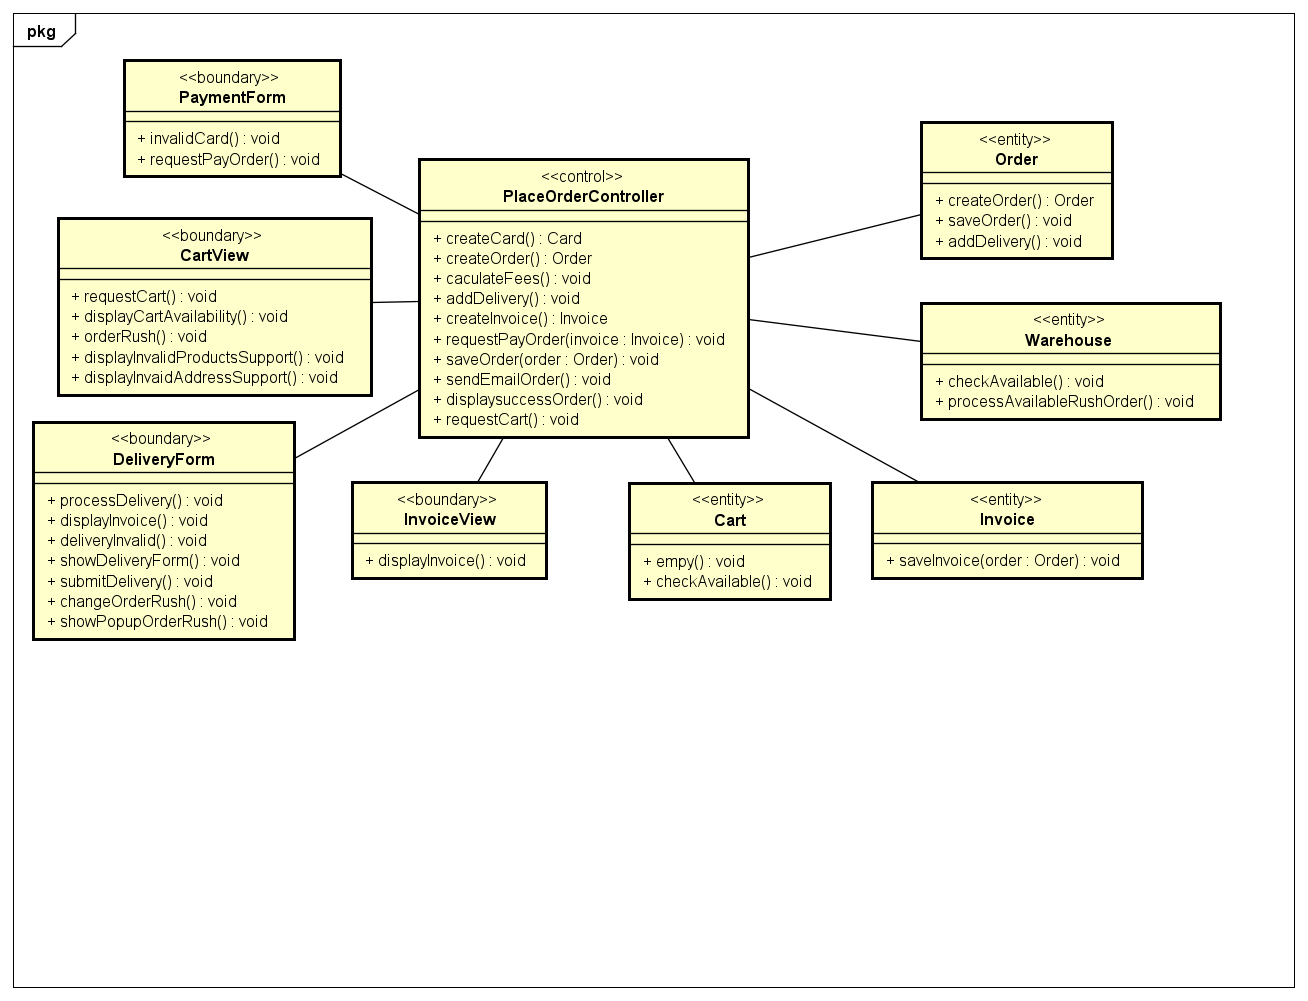 pkg
<<boundary>>
PaymentForm
+ invalidCard() : void
+ requestPayOrder() : void
<<boundary>>
CartView
+ requestCart() : void
+ displayCartAvailability() : void
+ orderRush() : void
+ displayInvalidProductsSupport() : void
+ displayInvaidAddressSupport() : void
<<boundary>>
DeliveryForm
+ processDelivery() : void
+ displayInvoice() : void
+ deliveryInvalid() : void
+ showDeliveryForm() : void
+ submitDelivery() : void
+ changeOrderRush() : void
+ showPopupOrderRush() : void
<<control>>
PlaceOrderController
+ createCard() : Card
+ createOrder() : Order
+ caculateFees() : void
+ addDelivery() : void
+ createInvoice() : Invoice
+ requestPayOrder(invoice : Invoice) : void
+ saveOrder(order : Order) : void
+ sendEmailOrder() : void
+ displaysuccessOrder() : void
+ requestCart() : void
<<boundary>>
InvoiceView
+ displayInvoice() : void
<<entity>>
Cart
+ empy() : void
+ checkAvailable() : void
<<entity>>
Order
+ createOrder() : Order
+ saveOrder() : void
+ addDelivery() : void
<<entity>>
Warehouse
+ checkAvailable() : void
+ processAvailableRushOrder() : void
<<entity>>
Invoice
+ saveInvoice(order : Order) : void